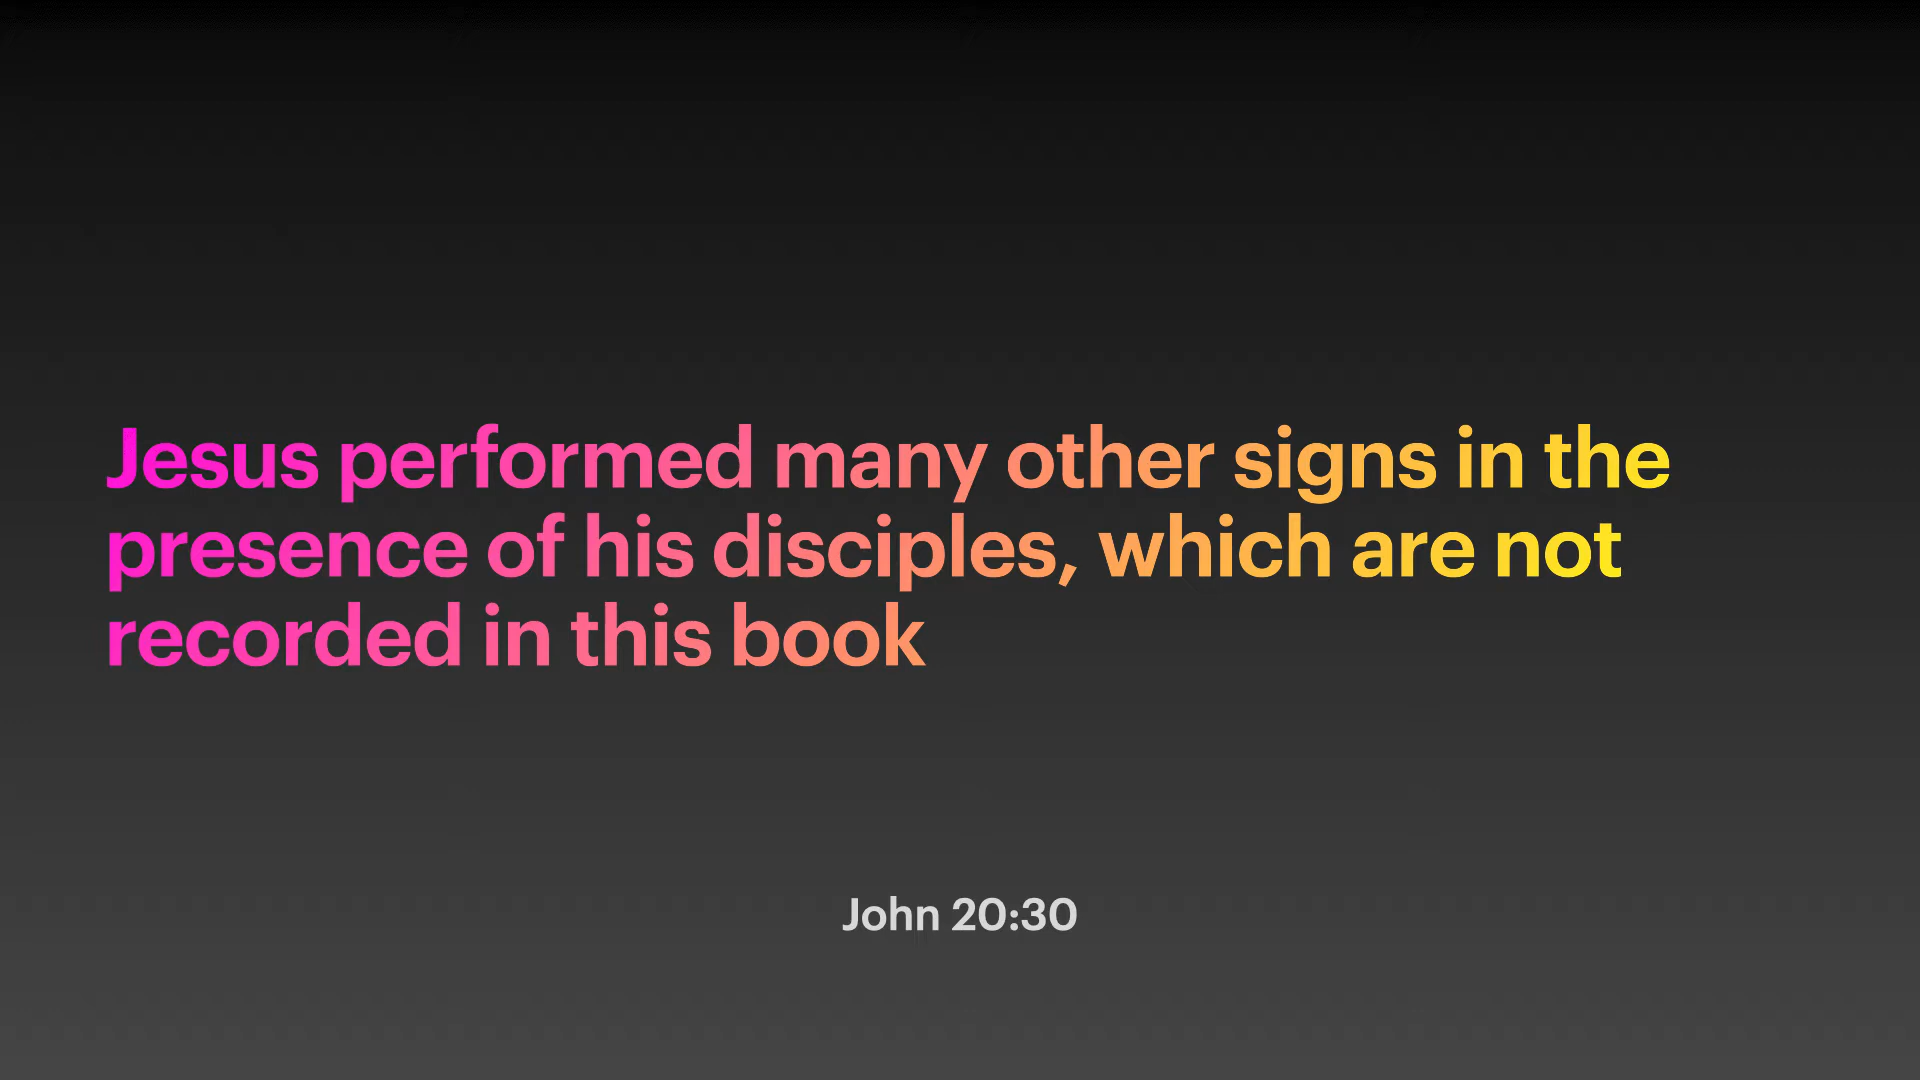 Jesus performed many other signs in the
presence of his disciples, which are not
recorded in this book
John 20:30